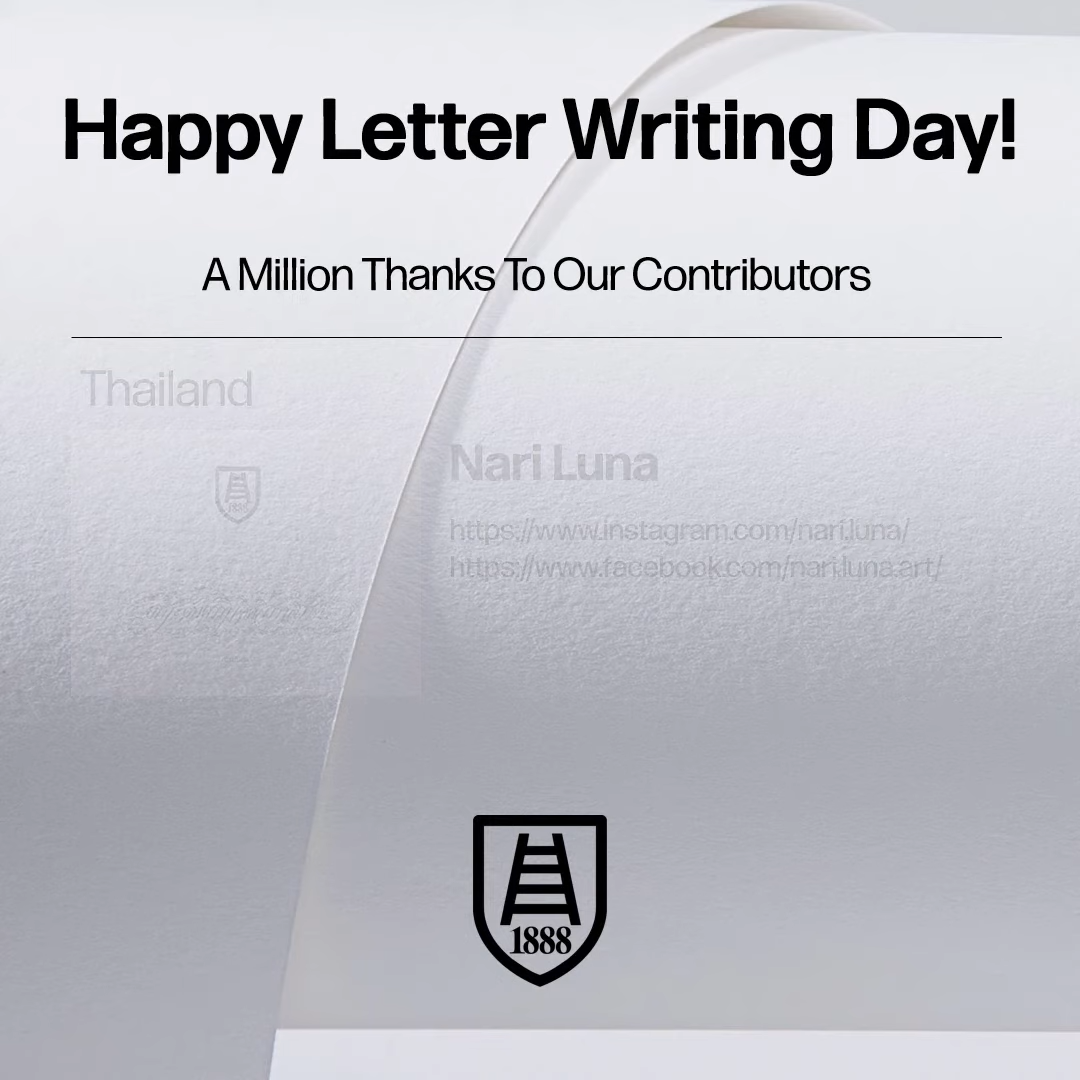 Happy Letter Writing Day!
A Million Thanks To Our Contributors
Thailand
Nari Luna
1888
https://www.instagram.com/nari.luna/
https://www.facebook.com/nari.luna.art/
1888